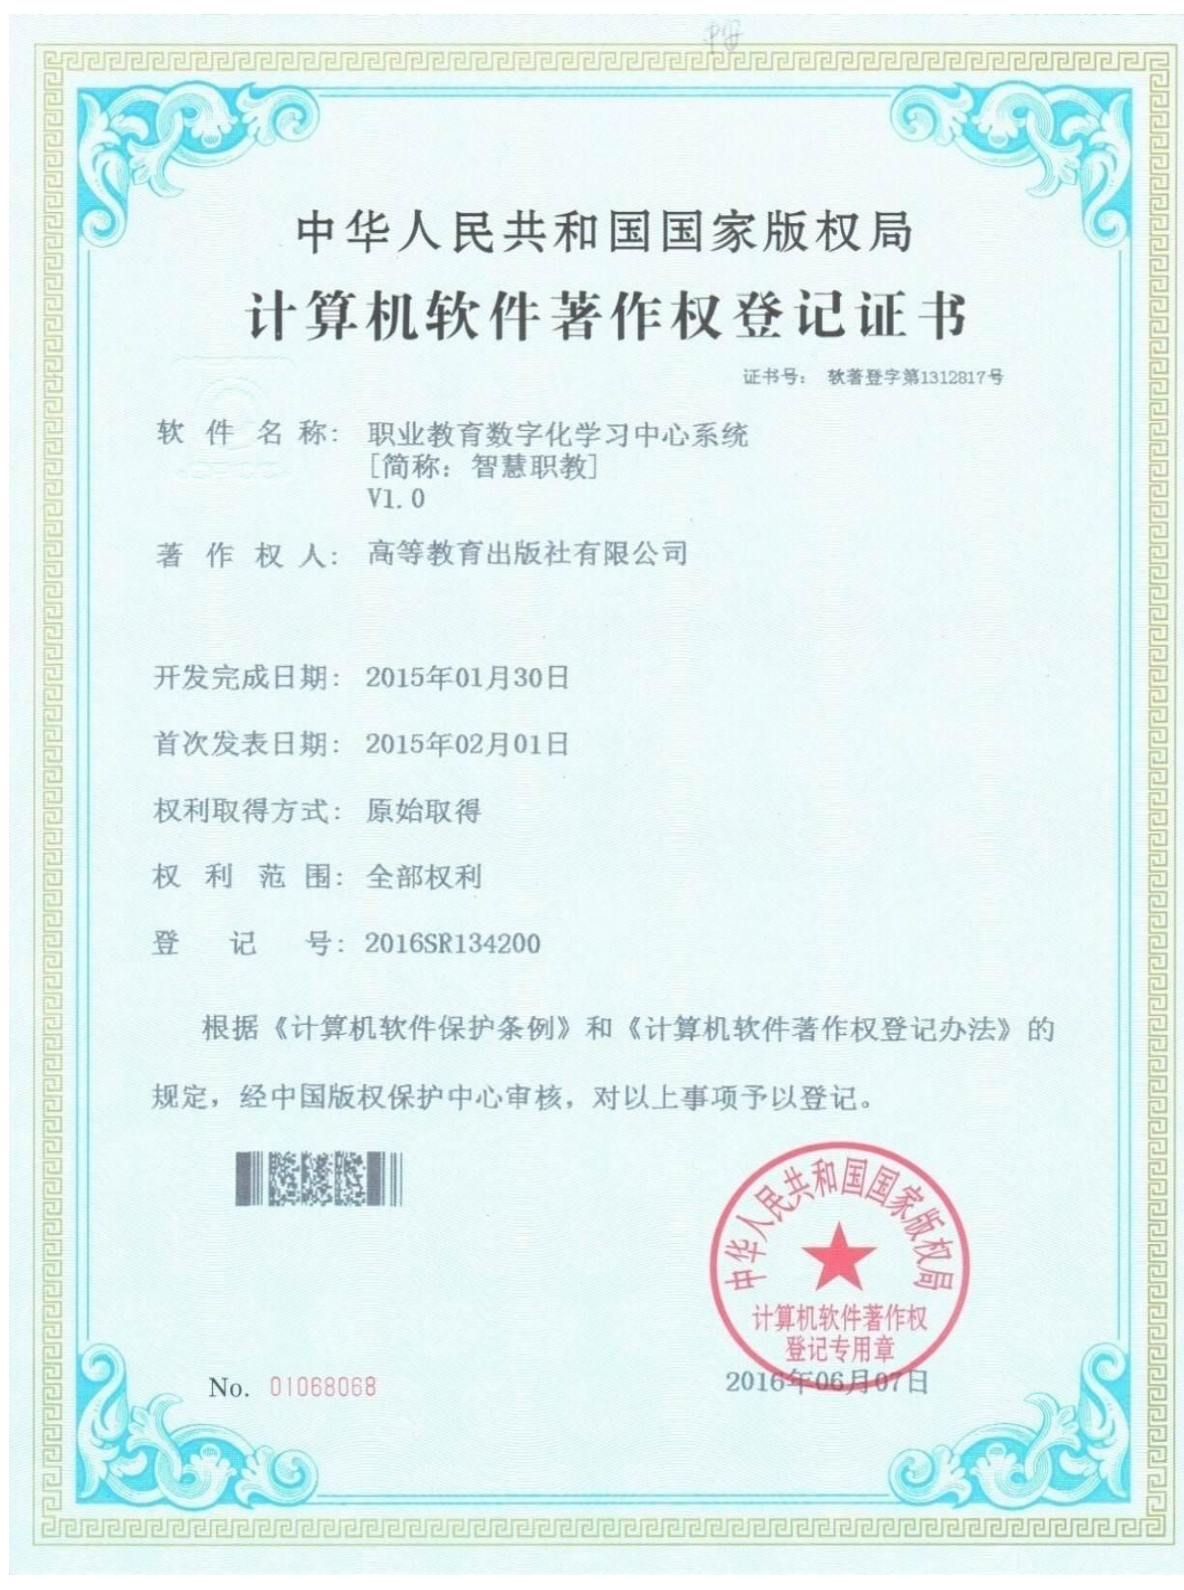 中华人民共和国国家版权局
计算机软件著作权登记证书
证书号： 软著登字第1312817号
软件名称： 职业教育数字化学习中心系统
[简称：智慧职教]
V1.0
著作权人： 高等教育出版社有限公司
开发完成日期： 2015年01月30日
首次发表日期： 2015年02月01日
权利取得方式： 原始取得
权利范围： 全部权利
登记号： 2016SR134200
根据《计算机软件保护条例》和《计算机软件著作权登记办法》的
规定，经中国版权保护中心审核，对以上事项予以登记。
中华人民共和国国家版权局
计算机软件著作权
登记专用章
No. 01068068
2016年06月07日